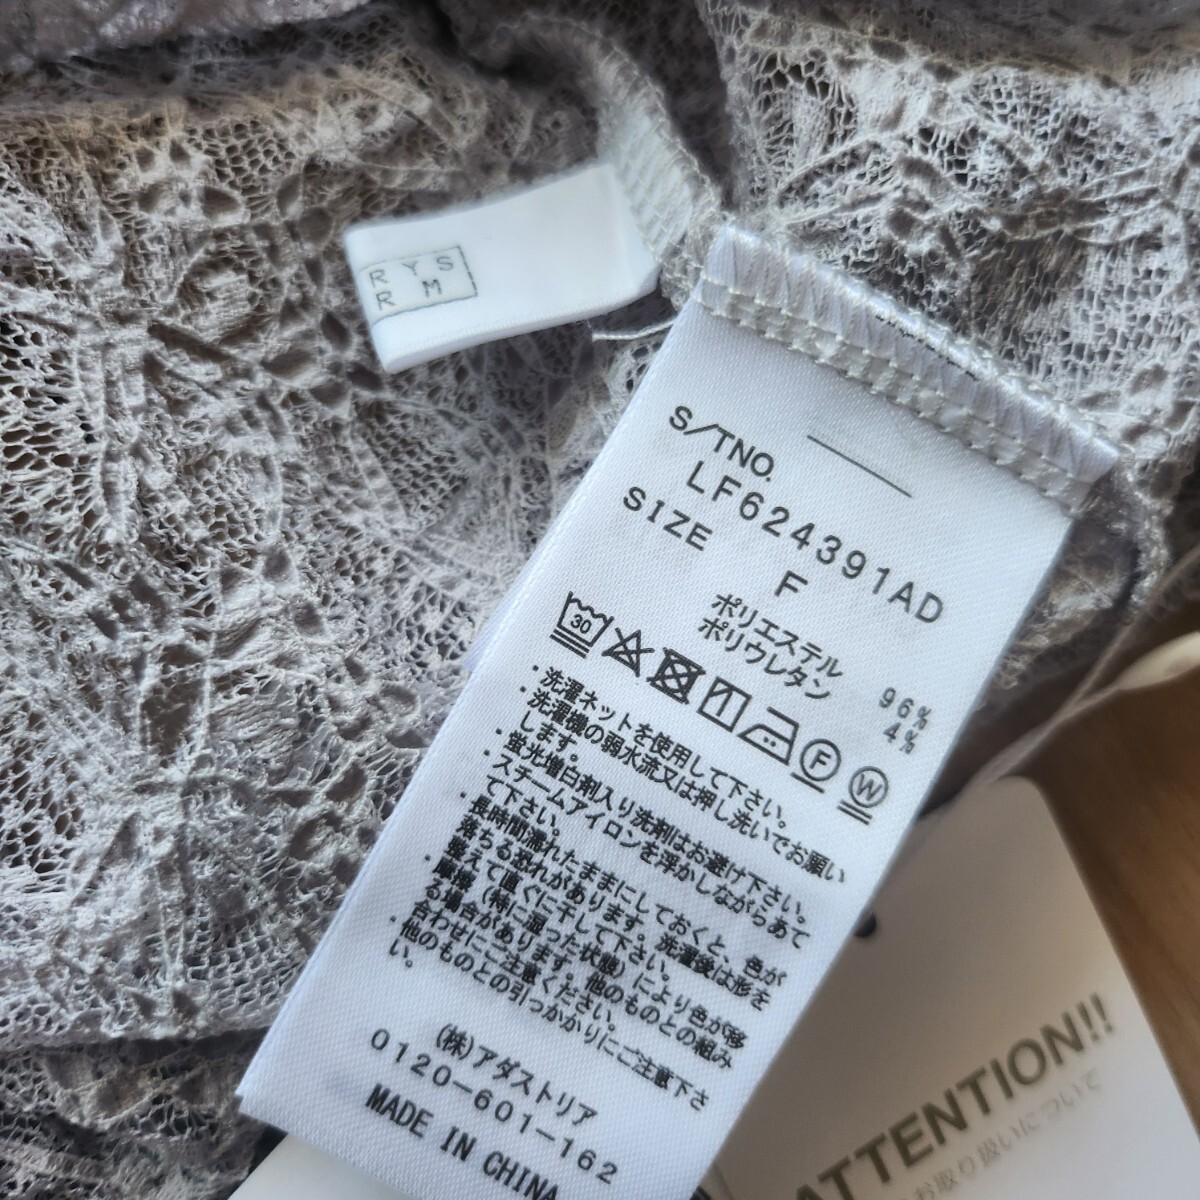 S/TNO.
LF624391AD
SIZE
F
ポリエステル 96%
ポリウレタン 4%
30
F
W
・洗濯ネットを使用して下さい。
・洗濯機の弱水流又は押し洗いでお願い
します。
・蛍光増白剤入り洗剤はお避け下さい。
・スチームアイロンを浮かしながらあて
て下さい。
・長時間濡れたままにしておくと、色が
落ちる恐れがあります。洗濯後は形を
整えて直ぐに干して下さい。
・摩擦（特に湿った状態）により色が移
る場合があります。他のものとの組み
合わせにご注意ください。
・他のものとの引っかかりにご注意下さ
い。
(株)アダストリア
0120-601-162
MADE IN CHINA
ATTENTION!!
お取り扱いについて